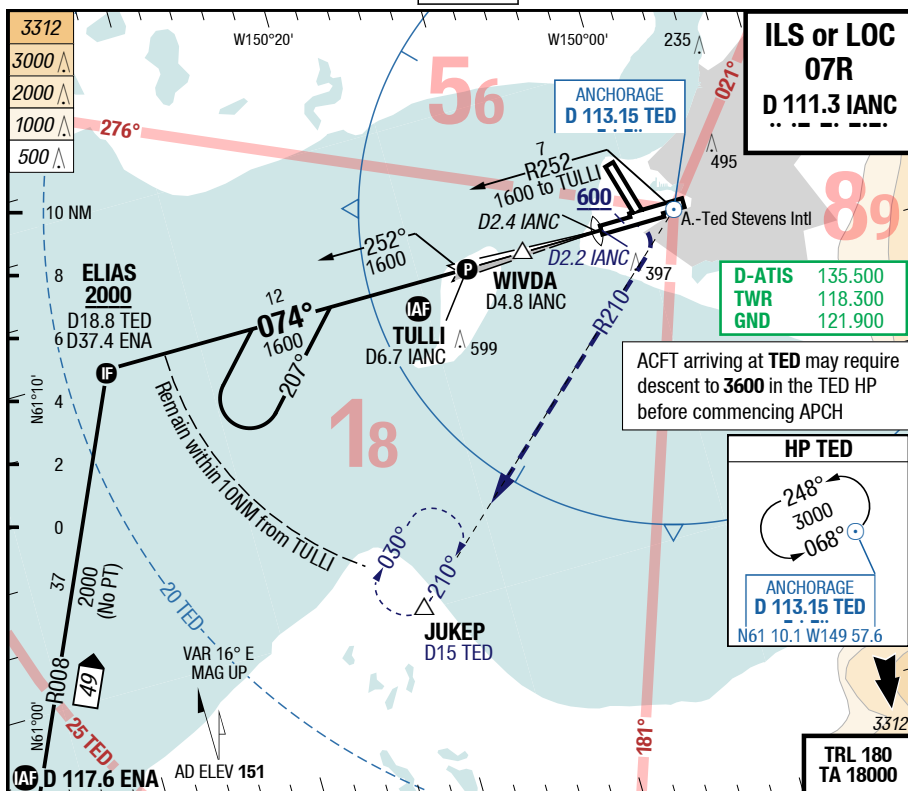 3312
3000
2000
1000
500
W150°20'
W150°00'
235
ILS or LOC
07R
D 111.3 IANC
021°
56
276°
ANCHORAGE
D 113.15 TED
495
7
R252
1600 to TULLI
600
D2.4 IANC
A.-Ted Stevens Intl
89
10 NM
252°
1600
D2.2 IANC
397
8
ELIAS
2000
D18.8 TED
D37.4 ENA
WIVDA
D4.8 IANC
P
D-ATIS 135.500
TWR 118.300
GND 121.900
12
074°
1600
IAF
TULLI
D6.7 IANC
599
R210
6
IF
207°
ACFT arriving at TED may require
descent to 3600 in the TED HP
before commencing APCH
N61°10'
4
18
Remain within 10NM from TULLI
2
HP TED
248°
3000
068°
0
ANCHORAGE
D 113.15 TED
N61 10.1 W149 57.6
030°
210°
37
2000
(No PT)
20 TED
JUKEP
D15 TED
VAR 16° E
MAG UP
R008
49
N61°00'
25 TED
181°
3312
AD ELEV 151
TRL 180
TA 18000
IAF
D 117.6 ENA